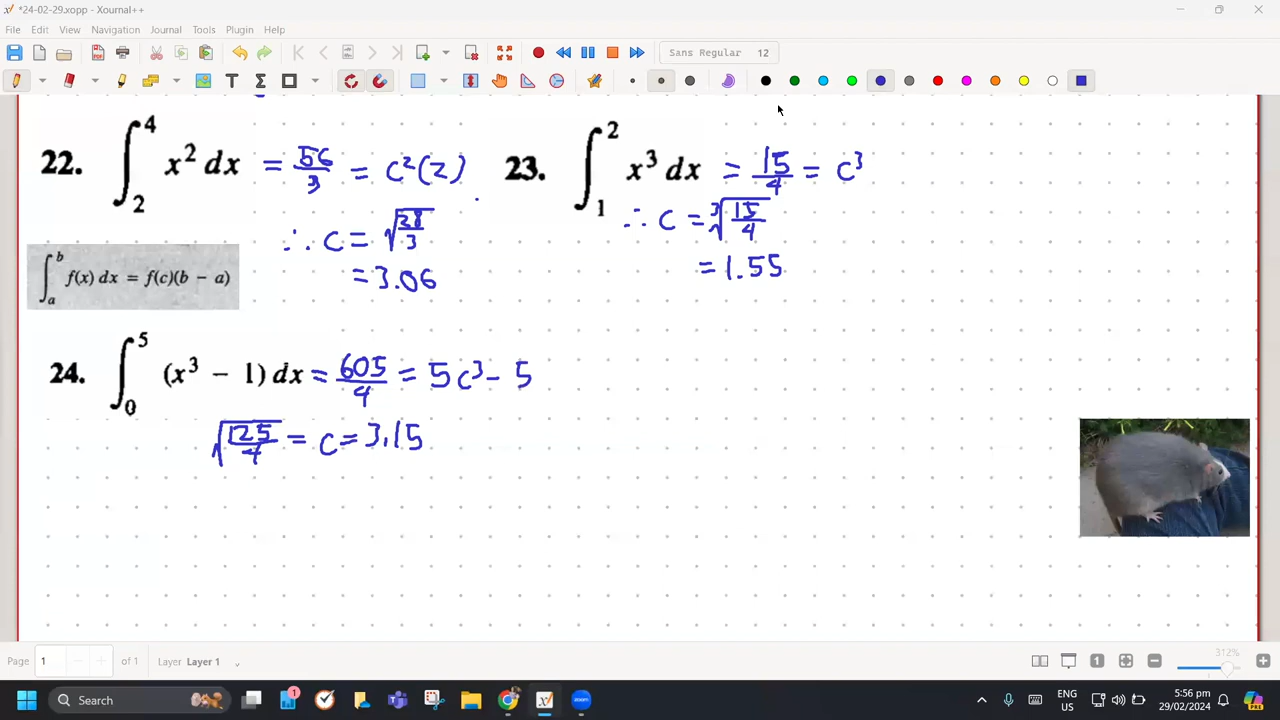 *24-02-29.xopp - Xournal++
File Edit View Navigation Journal Tools Plugin Help
Sans Regular 12
22. ∫₂⁴ x² dx = 56/3 = c²(2)
∴ c = √(28/3)
= 3.06
23. ∫₁² x³ dx = 15/4 = c³
∴ c = ∛(15/4)
= 1.55
∫ₐᵇ f(x) dx = f(c)(b − a)
24. ∫₀⁵ (x³ − 1) dx = 605/4 = 5c³ − 5
√(125/4) = c = 3.15
Page 1 of 1 Layer Layer 1
312%
Search
1
ENG
US
5:56 pm
29/02/2024